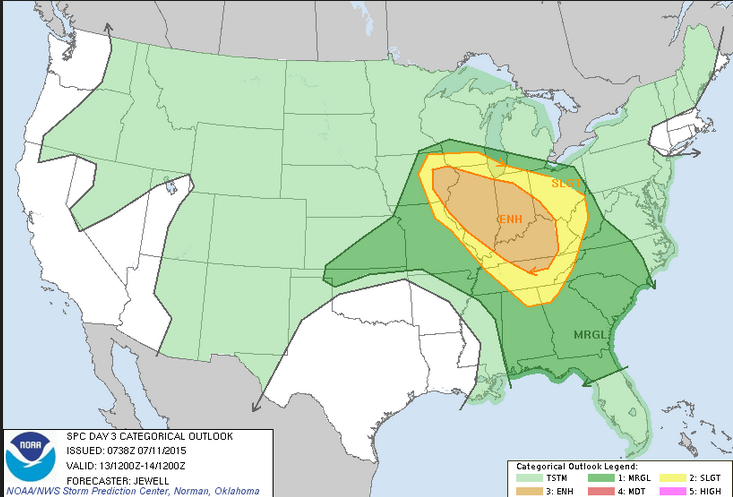 SLGT
ENH
MRGL
NOAA
SPC DAY 3 CATEGORICAL OUTLOOK
ISSUED: 0738Z 07/11/2015
VALID: 13/1200Z-14/1200Z
FORECASTER: JEWELL
NOAA/NWS Storm Prediction Center, Norman, Oklahoma
Categorical Outlook Legend:
TSTM 1: MRGL 2: SLGT
3: ENH 4: MDT 5: HIGH